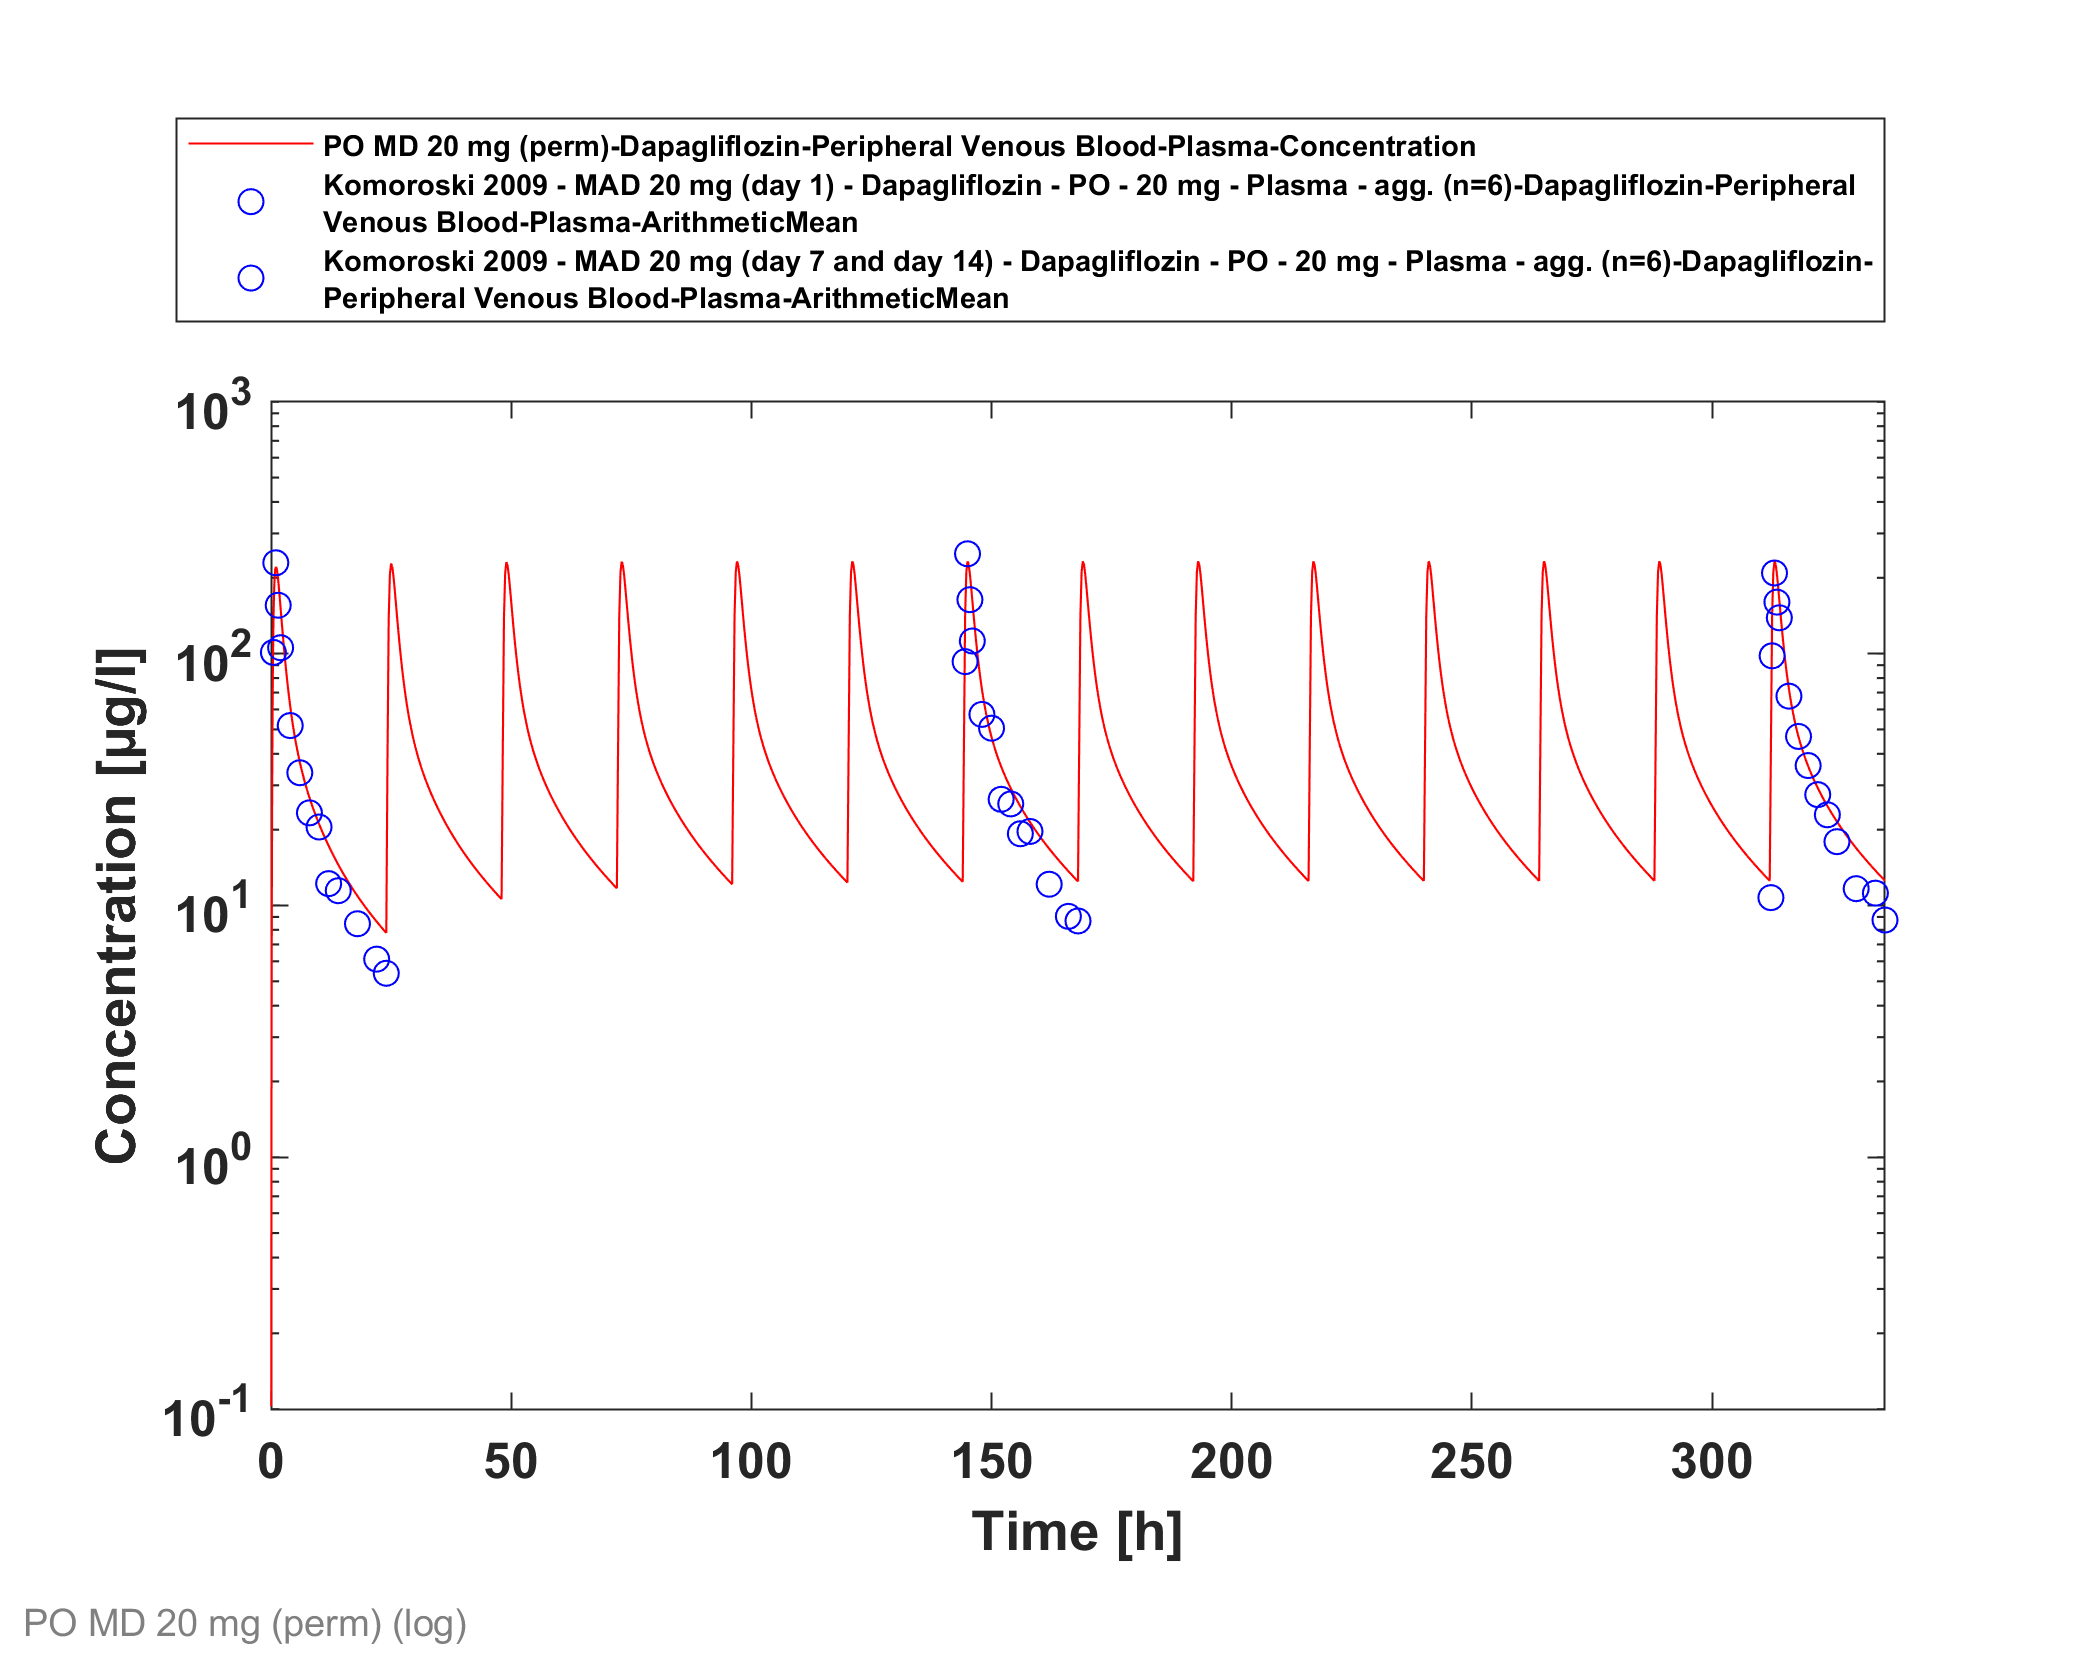 PO MD 20 mg (perm)-Dapagliflozin-Peripheral Venous Blood-Plasma-Concentration
Komoroski 2009 - MAD 20 mg (day 1) - Dapagliflozin - PO - 20 mg - Plasma - agg. (n=6)-Dapagliflozin-Peripheral
Venous Blood-Plasma-ArithmeticMean
Komoroski 2009 - MAD 20 mg (day 7 and day 14) - Dapagliflozin - PO - 20 mg - Plasma - agg. (n=6)-Dapagliflozin-
Peripheral Venous Blood-Plasma-ArithmeticMean
10^3
10^2
10^1
10^0
10^-1
Concentration [µg/l]
0 50 100 150 200 250 300
Time [h]
PO MD 20 mg (perm) (log)